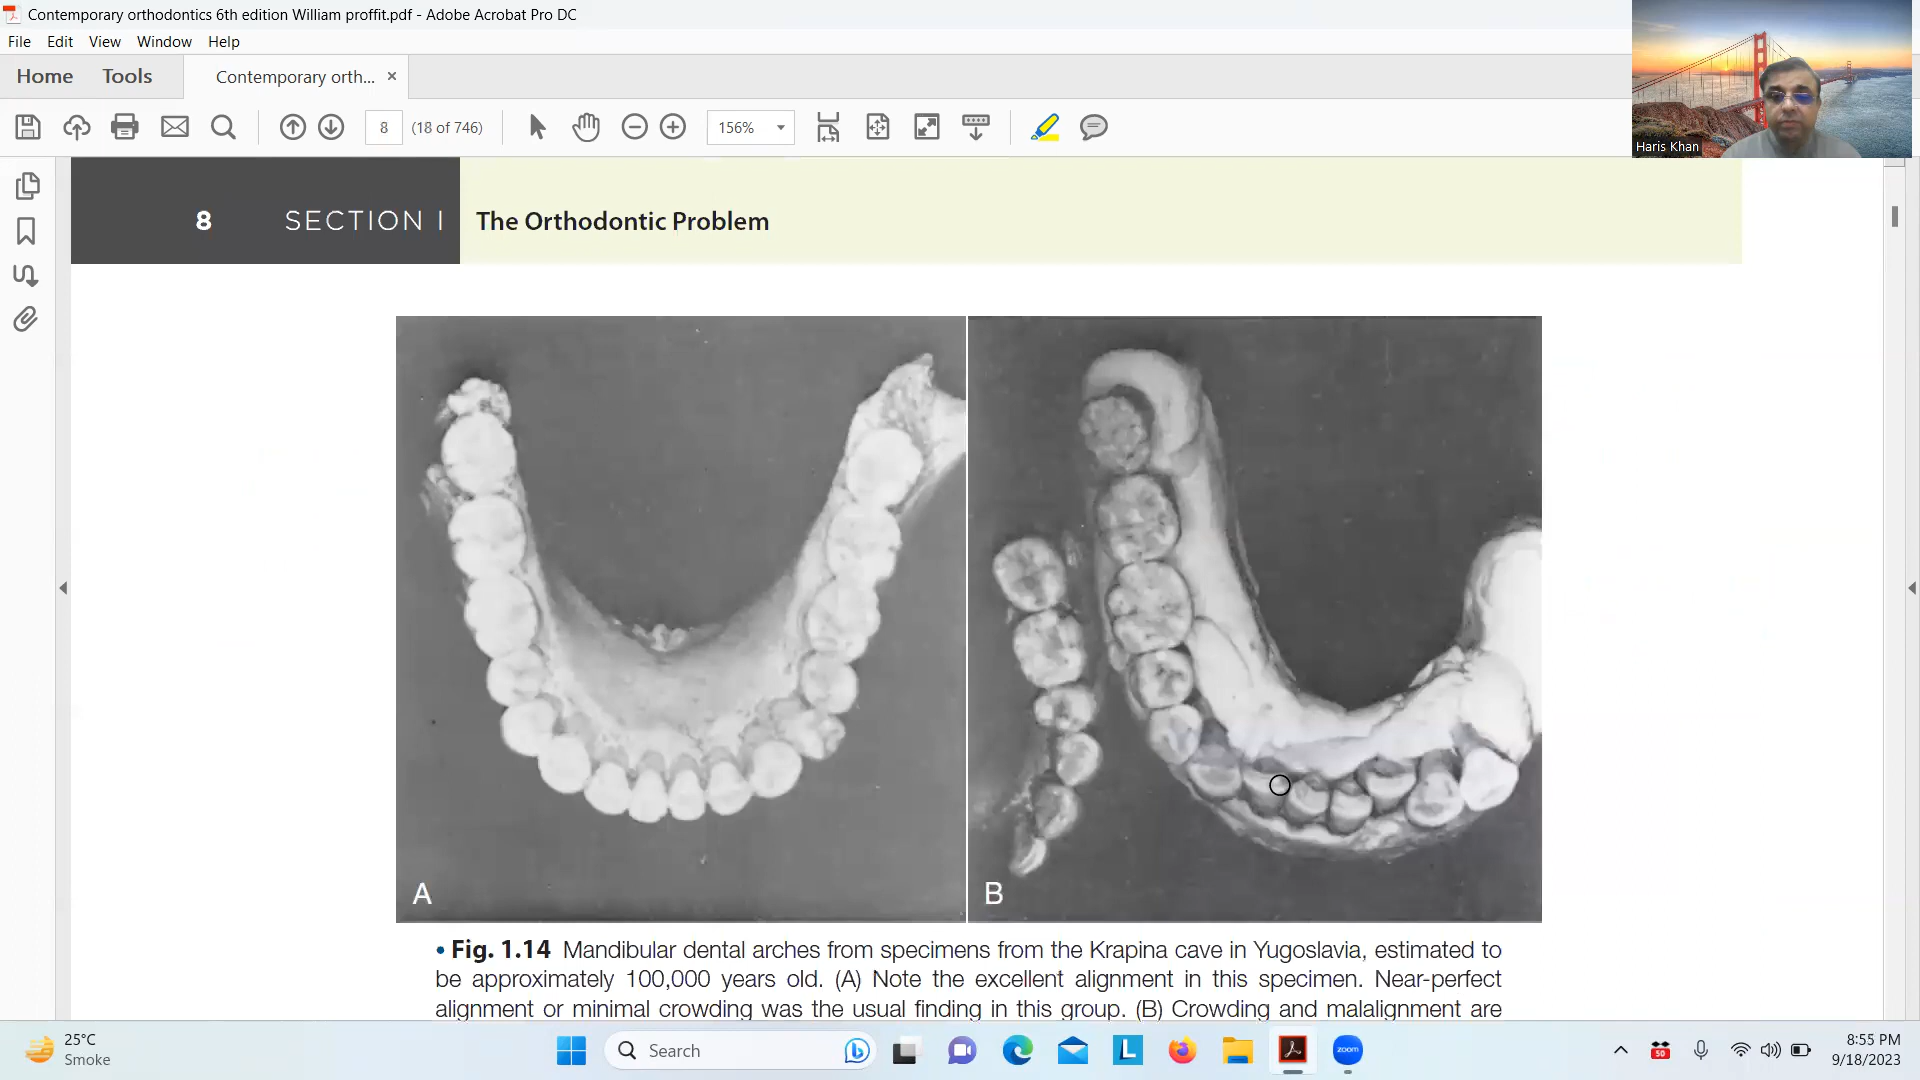 Contemporary orthodontics 6th edition William proffit.pdf - Adobe Acrobat Pro DC
File Edit View Window Help
Home Tools Contemporary orth... ×
8 (18 of 746) 156%
Haris Khan
8 SECTION I The Orthodontic Problem
A
B
• Fig. 1.14 Mandibular dental arches from specimens from the Krapina cave in Yugoslavia, estimated to
be approximately 100,000 years old. (A) Note the excellent alignment in this specimen. Near-perfect
alignment or minimal crowding was the usual finding in this group. (B) Crowding and malalignment are
25°C
Smoke
Search
L
zoom
50
8:55 PM
9/18/2023